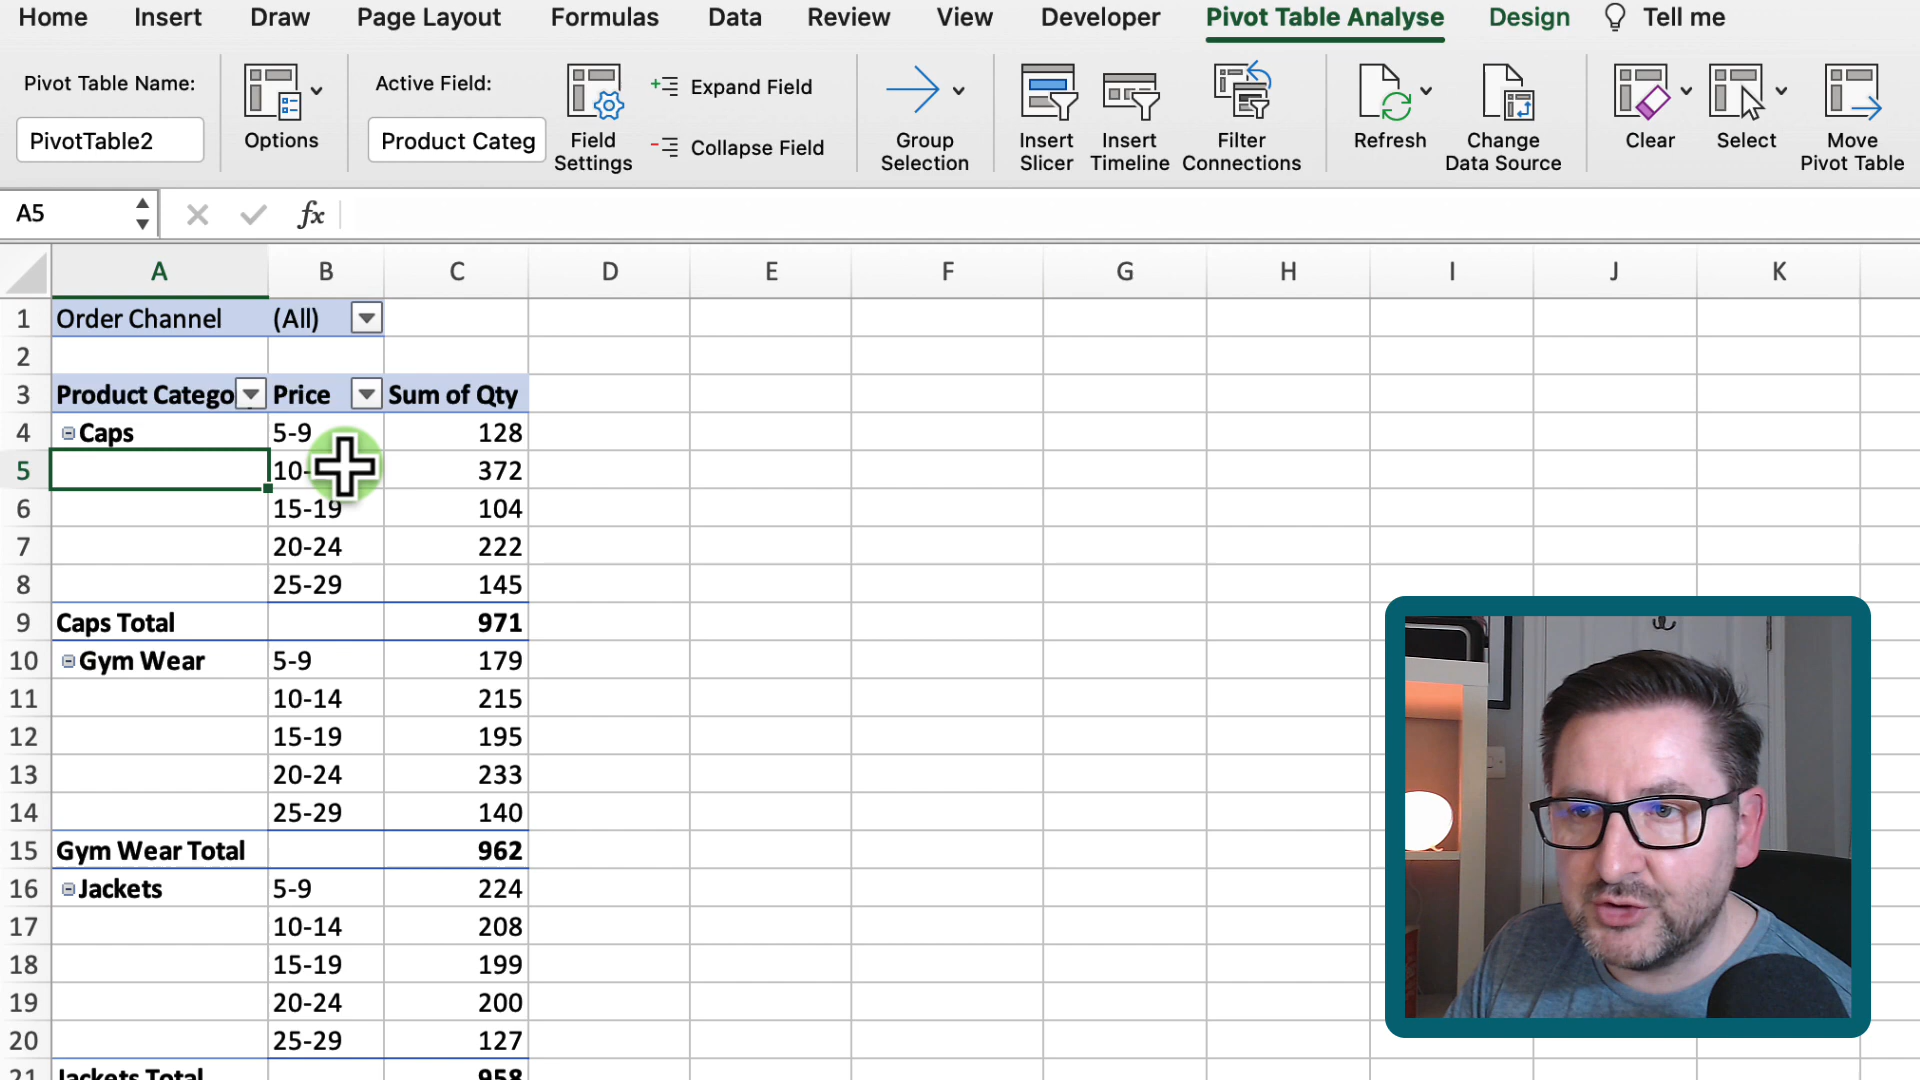 Home Insert Draw Page Layout Formulas Data Review View Developer Pivot Table Analyse Design Tell me
Pivot Table Name:
PivotTable2
Options
Active Field:
Product Categ
Field Settings
Expand Field
Collapse Field
Group Selection
Insert Slicer
Insert Timeline
Filter Connections
Refresh
Change Data Source
Clear
Select
Move Pivot Table
A5 fx
A B C D E F G H I J K
1 Order Channel (All)
2
3 Product Catego Price Sum of Qty
4 Caps 5-9 128
5 10- 372
6 15-19 104
7 20-24 222
8 25-29 145
9 Caps Total 971
10 Gym Wear 5-9 179
11 10-14 215
12 15-19 195
13 20-24 233
14 25-29 140
15 Gym Wear Total 962
16 Jackets 5-9 224
17 10-14 208
18 15-19 199
19 20-24 200
20 25-29 127
21 Jackets Total 958